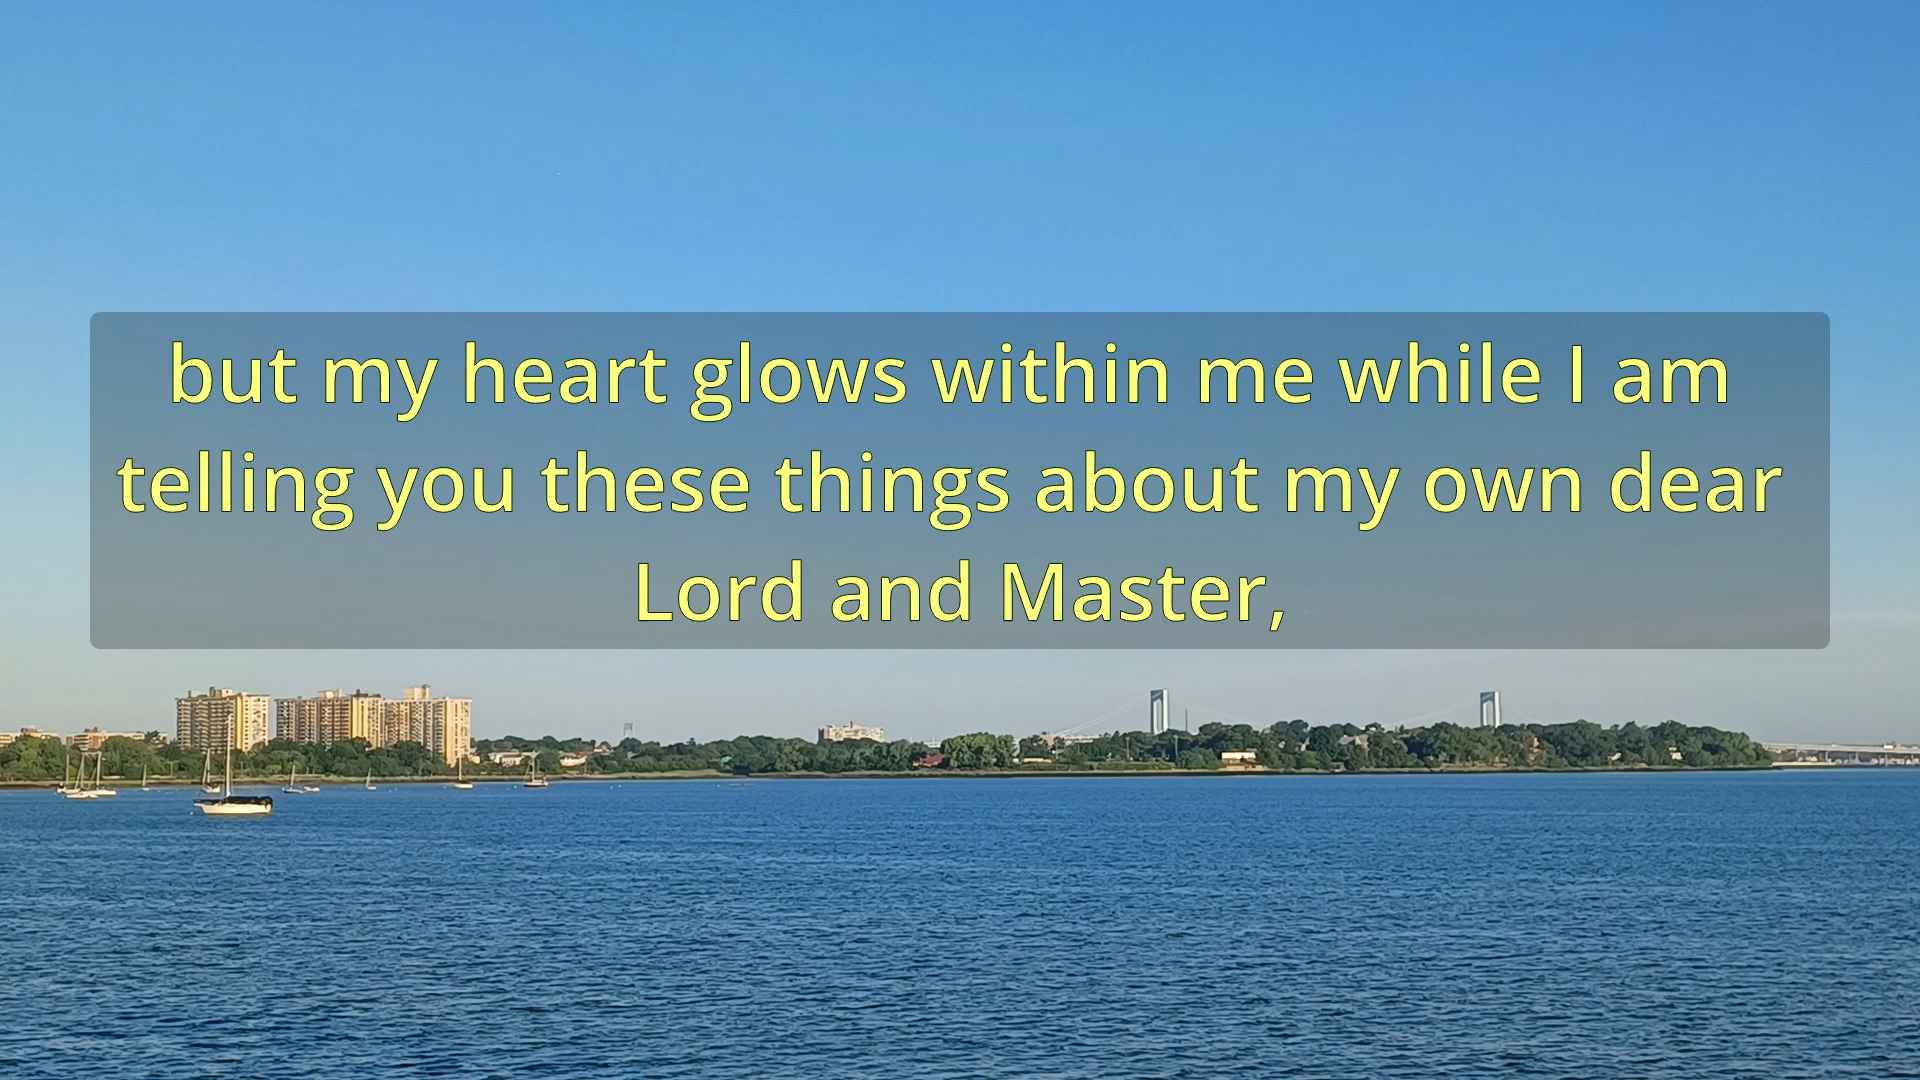 but my heart glows within me while I am
telling you these things about my own dear
Lord and Master,